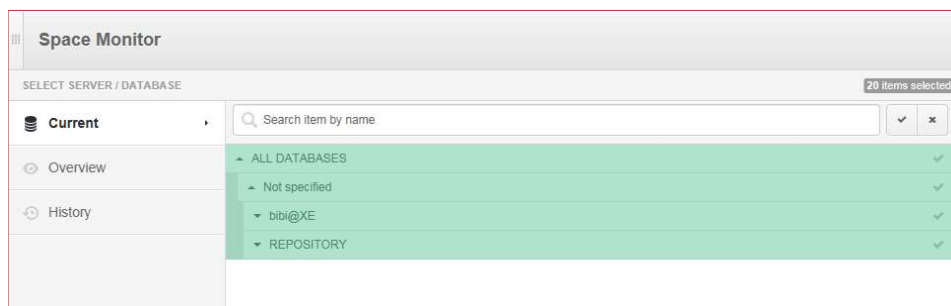 Space Monitor
SELECT SERVER / DATABASE
20 items selected
Current
Search item by name
Overview
History
ALL DATABASES
Not specified
bibi@XE
REPOSITORY